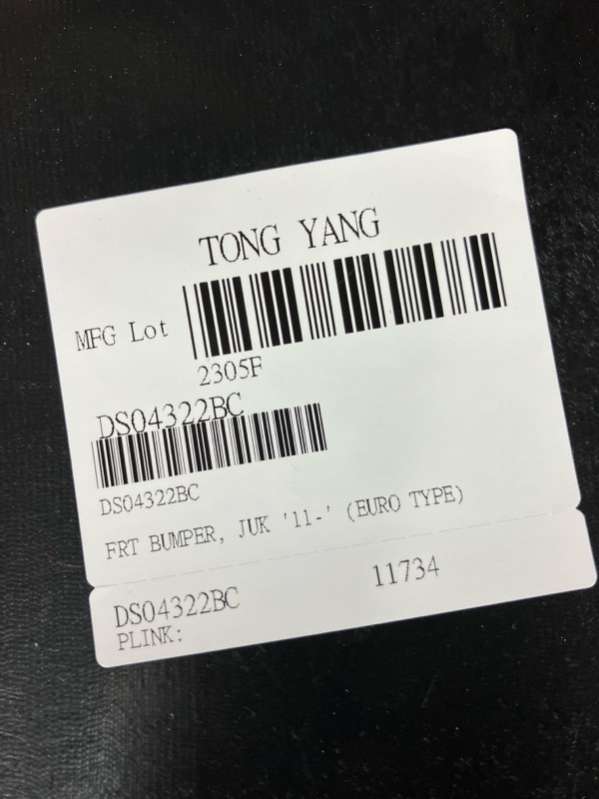 TONG YANG
MFG Lot
2305F
DS04322BC
DS04322BC
FRT BUMPER, JUK '11-' (EURO TYPE)
DS04322BC 11734
PLINK: